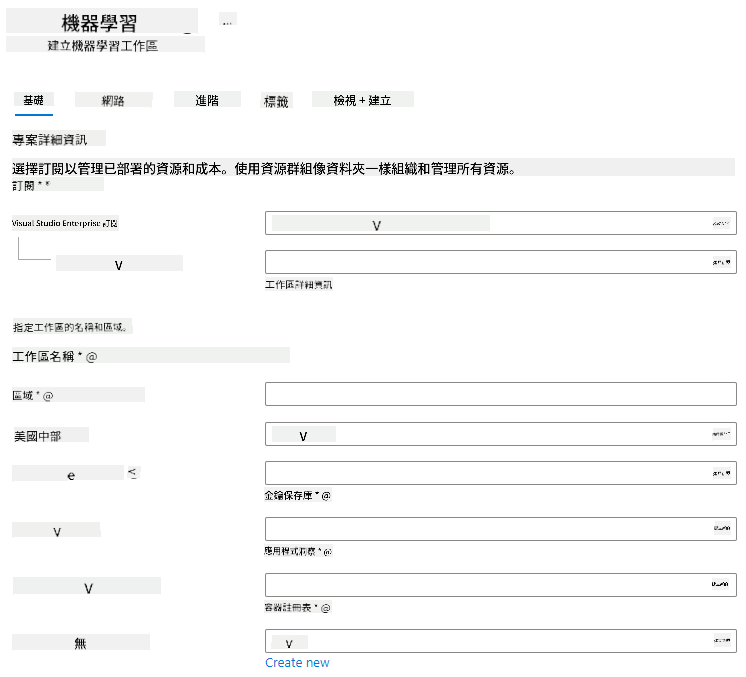 機器學習
...
建立機器學習工作區
基礎 網路 進階 標籤 檢視 + 建立
專案詳細資訊
選擇訂閱以管理已部署的資源和成本。使用資源群組像資料夾一樣組織和管理所有資源。
訂閱 * *
Visual Studio Enterprise 訂閱 V
V
工作區詳細資訊
指定工作區的名稱和區域。
工作區名稱 * @
區域 * @
美國中部 V
e
金鑰保存庫 * @
V
應用程式洞察 * @
V
容器註冊表 * @
無 V
Create new